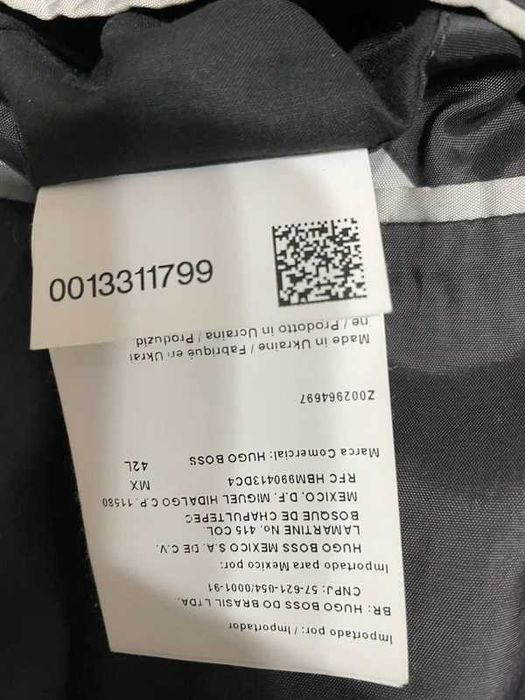 0013311799
Importado por: / Importer
BR: HUGO BOSS DO BRASIL LTDA.
CNPJ: 57-621-054/0001-91
Importado para Mexico por:
HUGO BOSS MEXICO S.A. DE C.V.
LAMARTINE No. 415 COL.
BOSQUE DE CHAPULTEPEC
MEXICO. D. F. MIGUEL HIDALGO C.P. 11580
RFC HBM990413DC4 MX
Marca Comercial: HUGO BOSS 42L
Z002964697
Made in Ukraine / Fabriqué en Ukrai
ne / Prodotto in Ucraina / Produzid